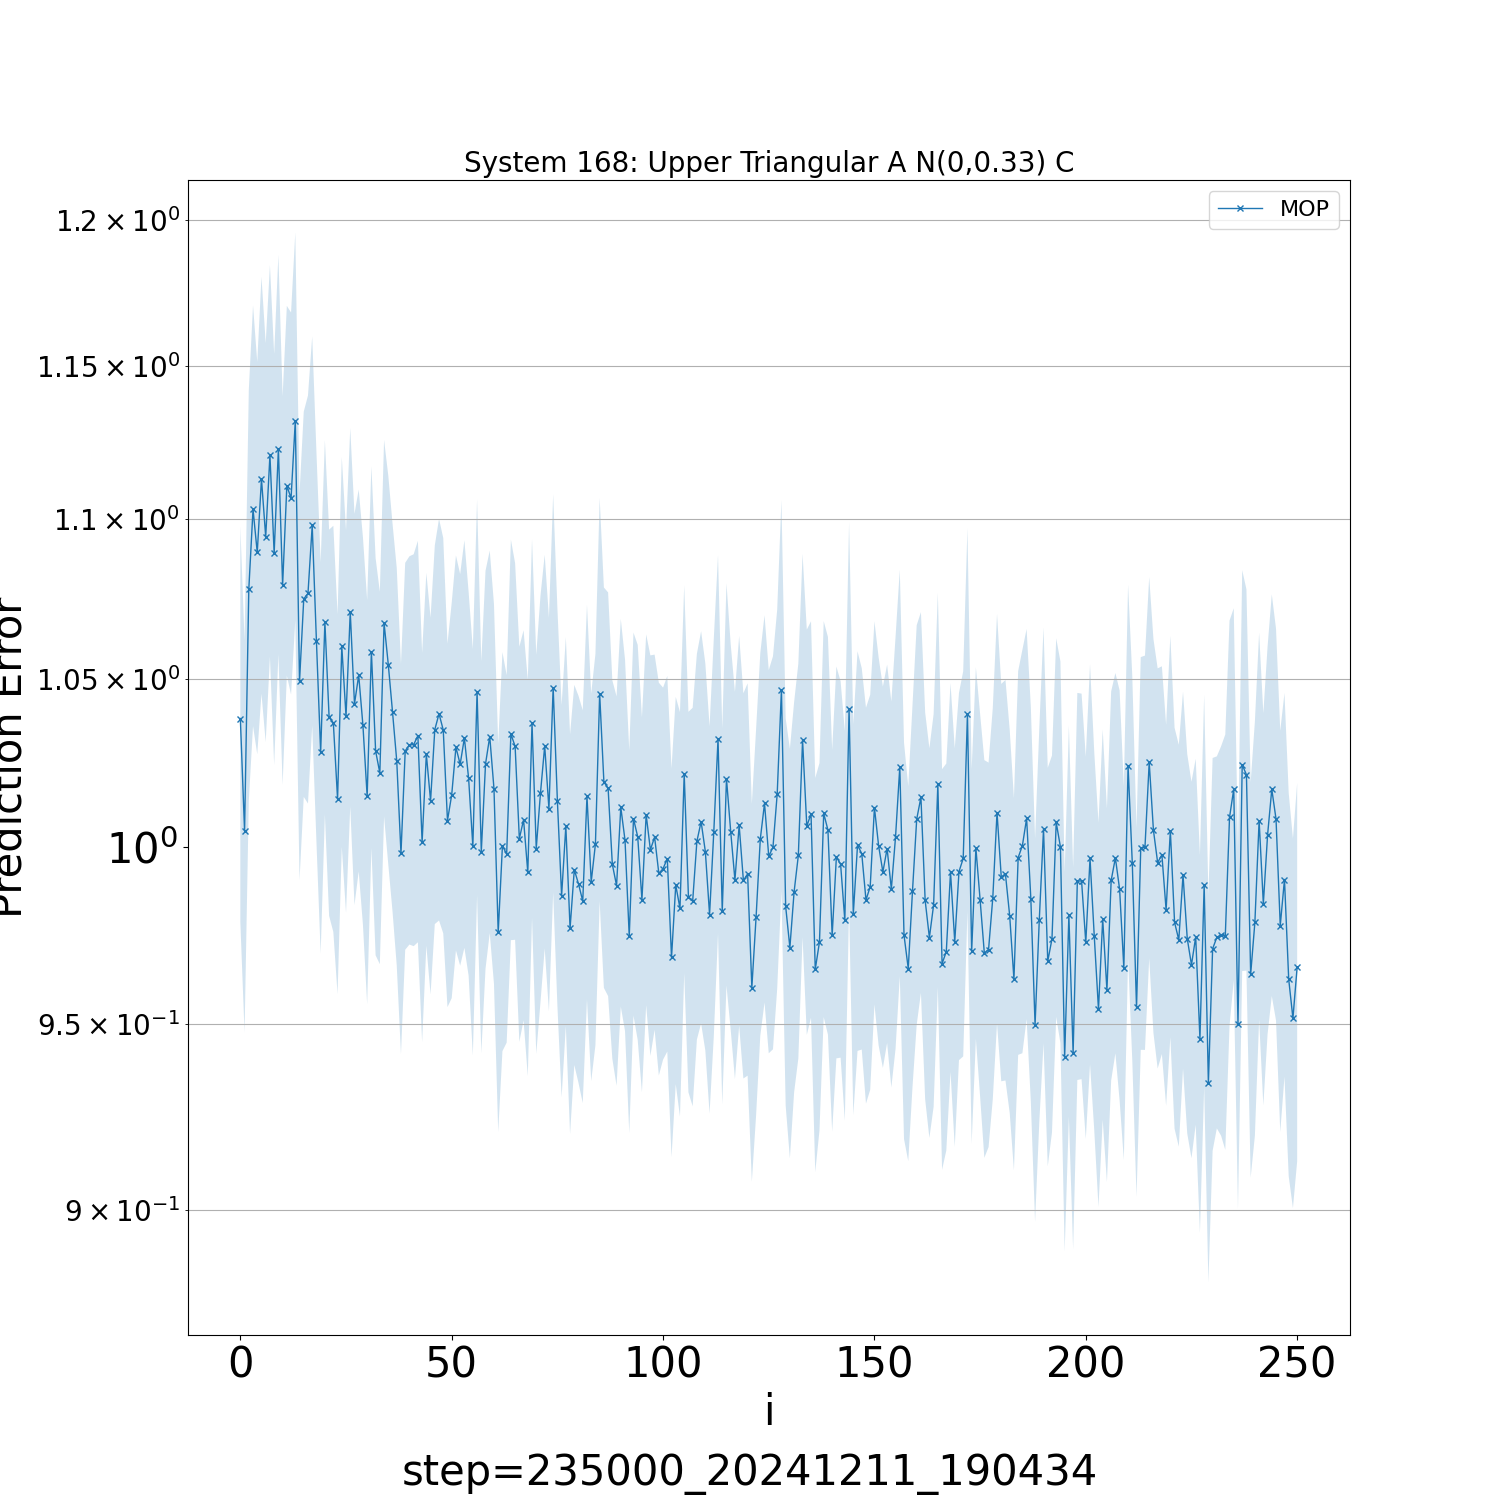 System 168: Upper Triangular A N(0,0.33) C
MOP
1.2 × 10⁰
1.15 × 10⁰
1.1 × 10⁰
1.05 × 10⁰
10⁰
9.5 × 10⁻¹
9 × 10⁻¹
Prediction Error
0 50 100 150 200 250
i
step=235000_20241211_190434